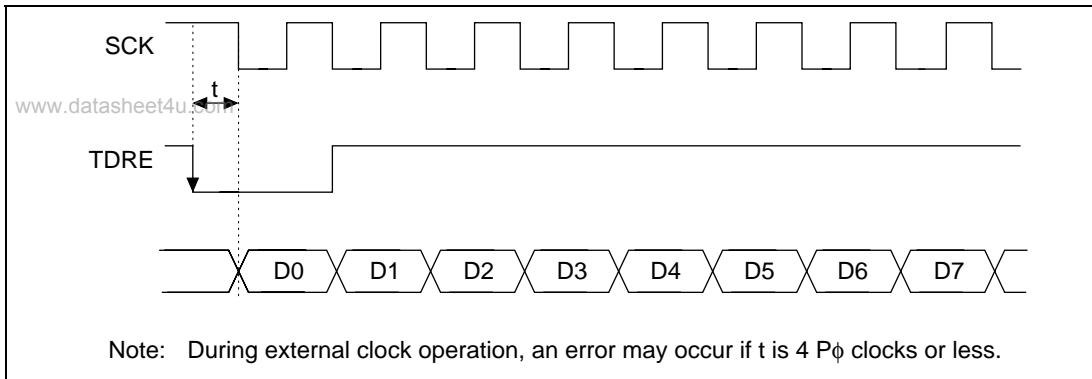 SCK
t
www.datasheet4u.com
TDRE
D0 D1 D2 D3 D4 D5 D6 D7
Note: During external clock operation, an error may occur if t is 4 Pϕ clocks or less.